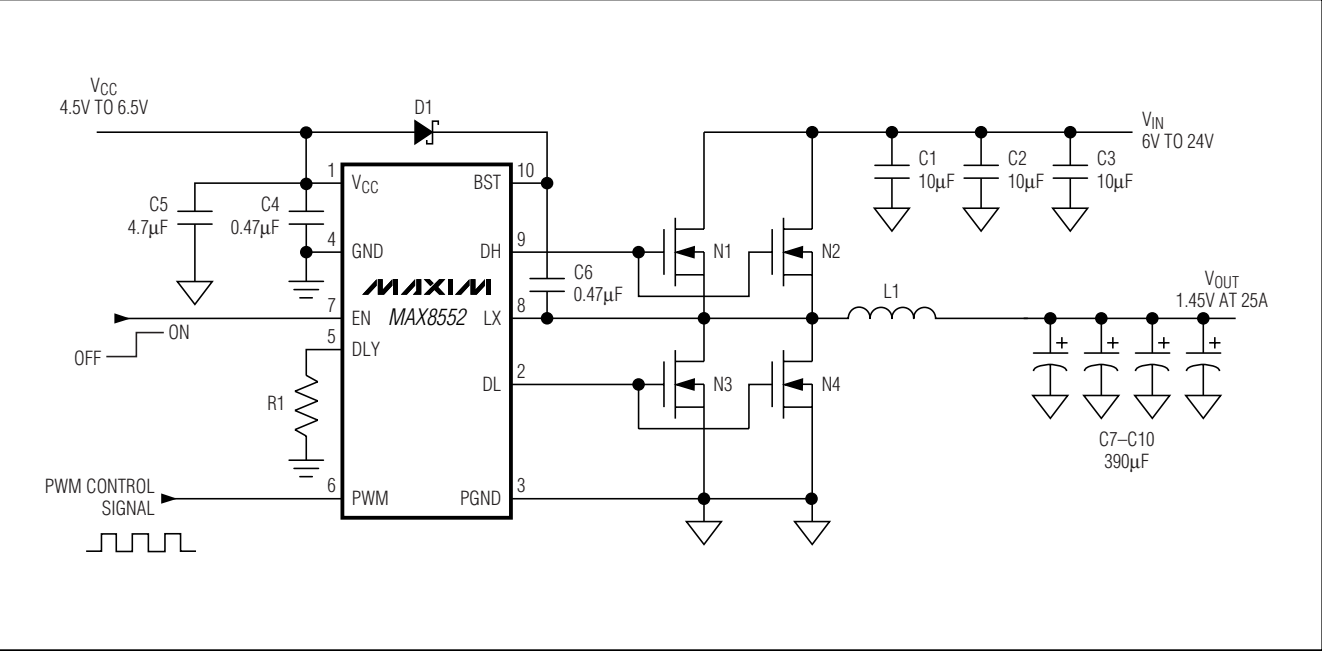 VCC
4.5V TO 6.5V
D1
VIN
6V TO 24V
C1
10µF
C2
10µF
C3
10µF
1
VCC
BST
10
C5
4.7µF
C4
0.47µF
4
GND
DH
9
N1
N2
C6
0.47µF
MAXIM
MAX8552
7
EN
LX
8
L1
VOUT
1.45V AT 25A
ON
OFF
5
DLY
R1
DL
2
N3
N4
+
+
+
+
C7–C10
390µF
PWM CONTROL
SIGNAL
6
PWM
PGND
3